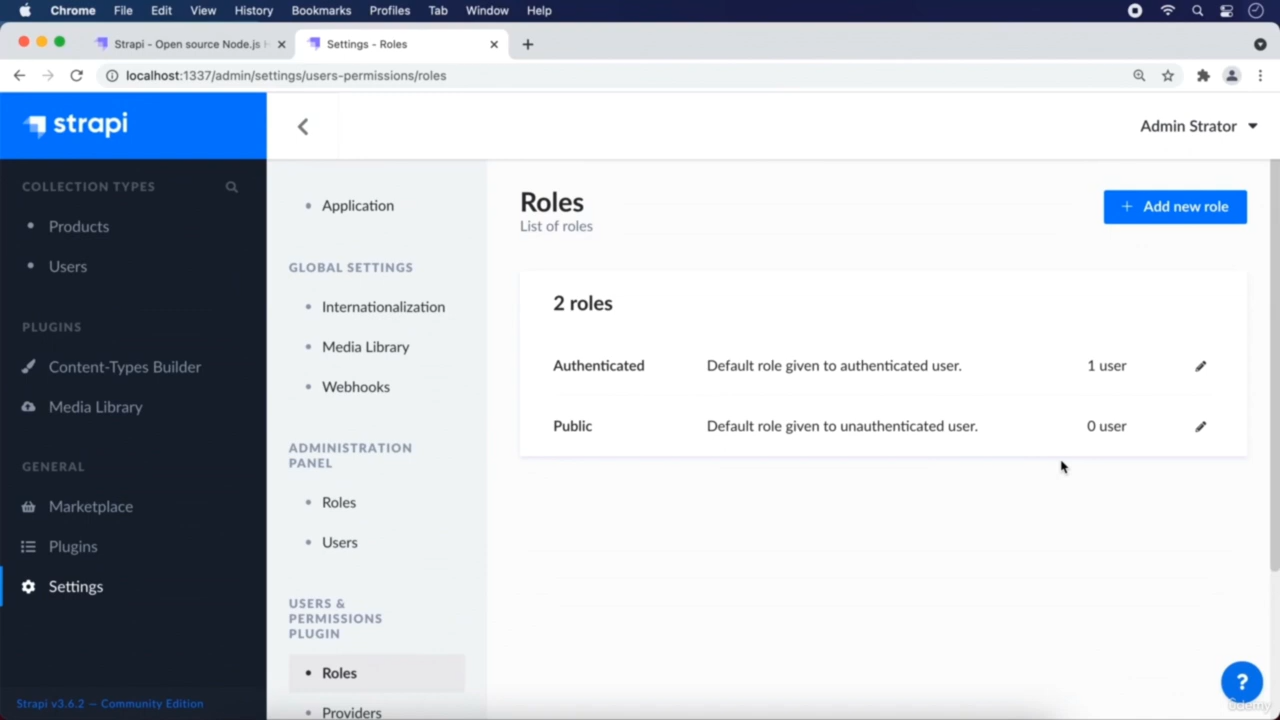 Chrome File Edit View History Bookmarks Profiles Tab Window Help
Strapi - Open source Node.js
Settings - Roles
localhost:1337/admin/settings/users-permissions/roles
strapi
Admin Strator
COLLECTION TYPES
Products
Users
PLUGINS
Content-Types Builder
Media Library
GENERAL
Marketplace
Plugins
Settings
Strapi v3.6.2 — Community Edition
Application
GLOBAL SETTINGS
Internationalization
Media Library
Webhooks
ADMINISTRATION
PANEL
Roles
Users
USERS &
PERMISSIONS
PLUGIN
Roles
Providers
Roles
List of roles
+ Add new role
2 roles
Authenticated Default role given to authenticated user. 1 user
Public Default role given to unauthenticated user. 0 user
?
ûdemy